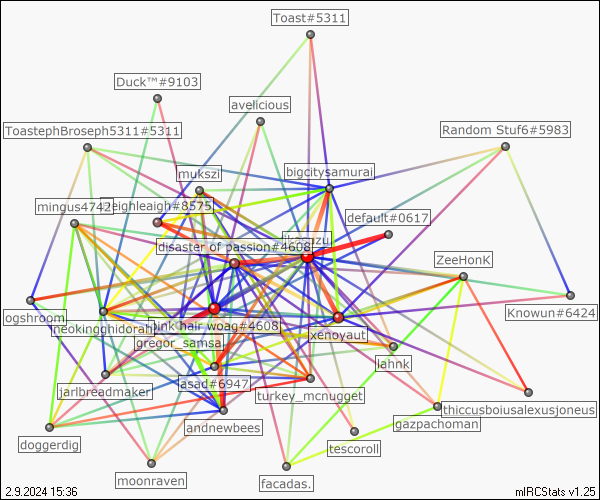 Toast#5311
Duck™#9103
avelicious
ToastephBroseph5311#5311
Random Stuf6#5983
mukszi
bigcitysamurai
mingus4742
leighleigh#8575
default#0617
disaster of passion#4608
ZeeHonK
ogshroom
neokingghidorah
pink hair woag#4608
Knowun#6424
xenoyaut
gregor_samsa.
lahnk
jarlbreadmaker
asad#6947
turkey_mcnugget
thiccusboiusalexusjoneus
andnewbees
gazpachoman
doggerdig
tescoroll
moonraven
facadas.
2.9.2024 15:36
mIRCStats v1.25